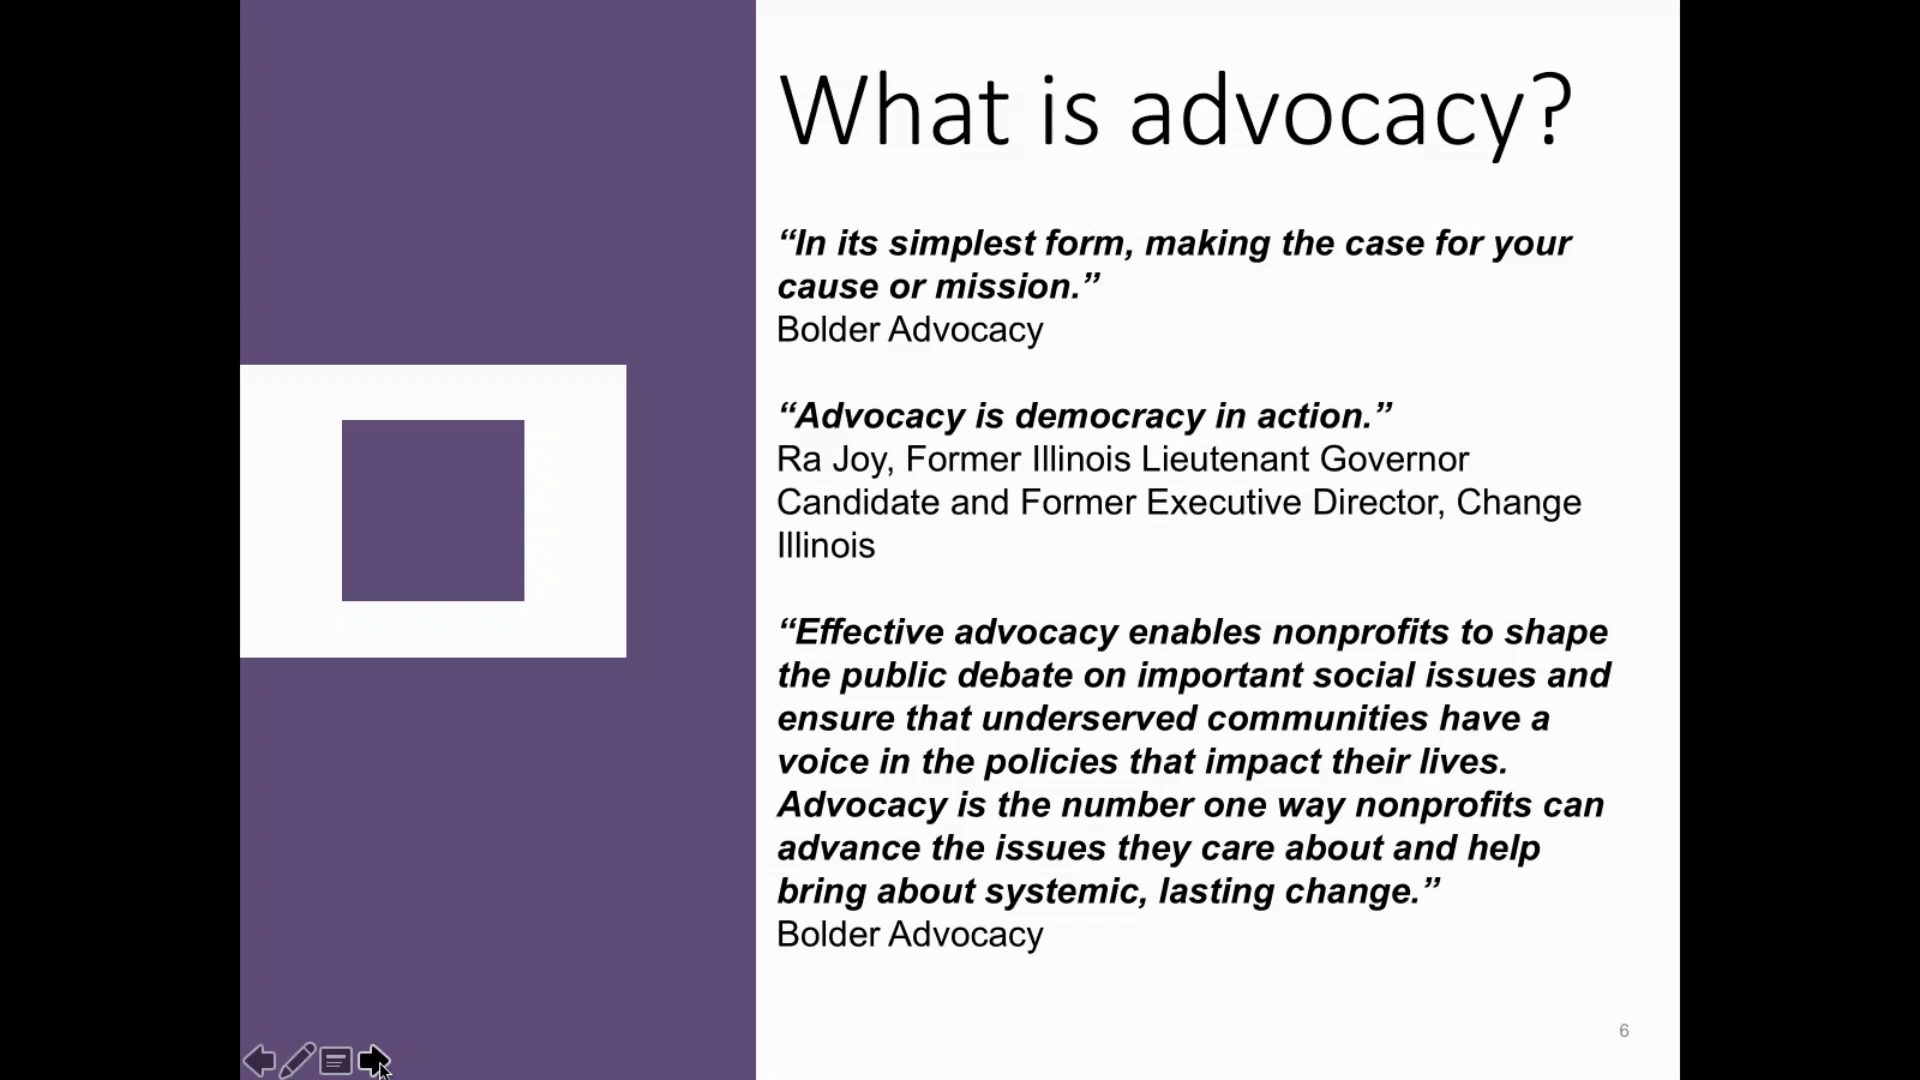 What is advocacy?
“In its simplest form, making the case for your
cause or mission.”
Bolder Advocacy
“Advocacy is democracy in action.”
Ra Joy, Former Illinois Lieutenant Governor
Candidate and Former Executive Director, Change
Illinois
“Effective advocacy enables nonprofits to shape
the public debate on important social issues and
ensure that underserved communities have a
voice in the policies that impact their lives.
Advocacy is the number one way nonprofits can
advance the issues they care about and help
bring about systemic, lasting change.”
Bolder Advocacy
6